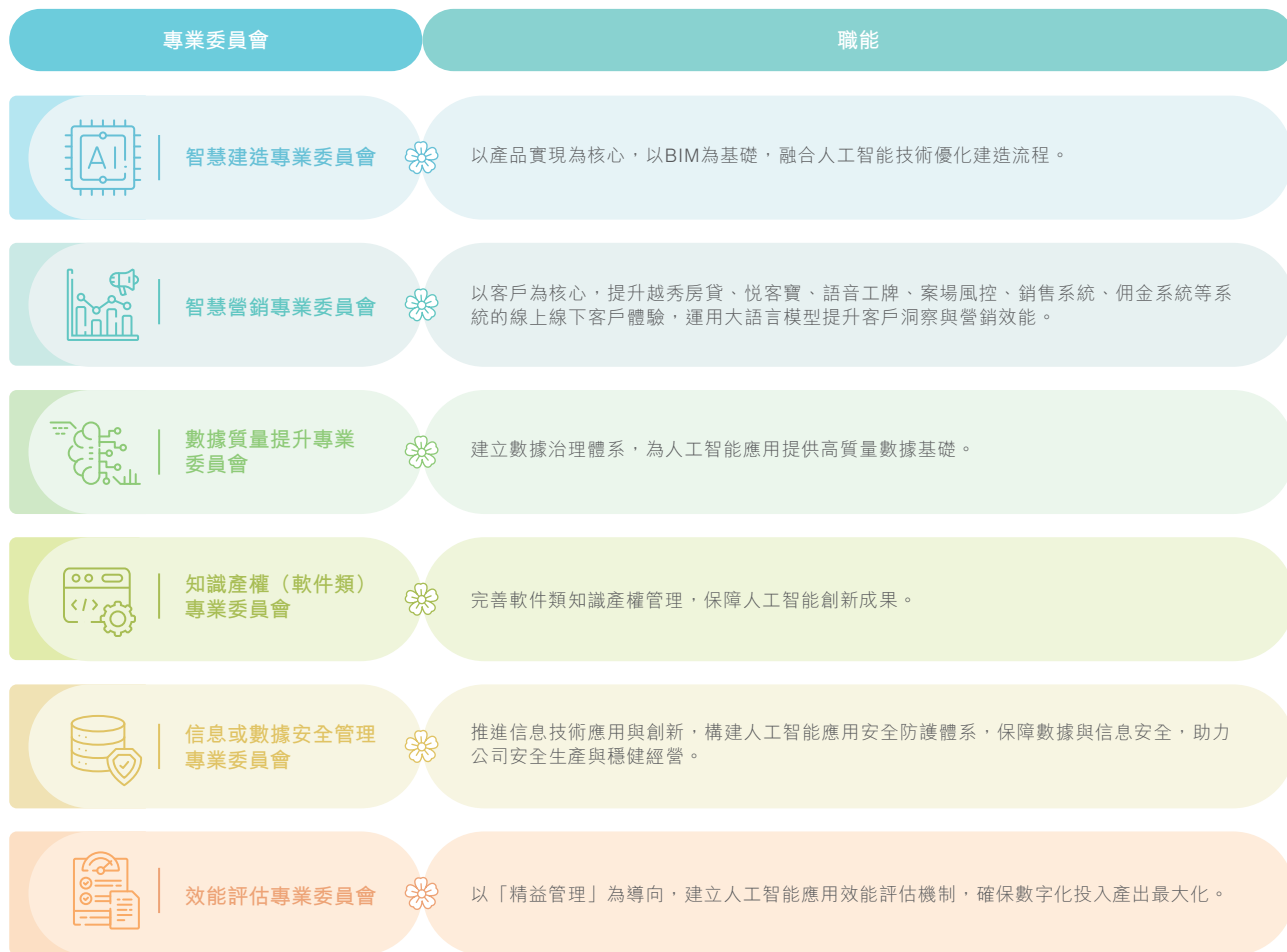 專業委員會
職能
AI
智慧建造專業委員會
以產品實現為核心，以BIM為基礎，融合人工智能技術優化建造流程。
智慧營銷專業委員會
以客戶為核心，提升越秀房貸、悦客寶、語音工牌、案場風控、銷售系統、佣金系統等系
統的線上線下客戶體驗，運用大語言模型提升客戶洞察與營銷效能。
數據質量提升專業
委員會
建立數據治理體系，為人工智能應用提供高質量數據基礎。
知識產權（軟件類）
專業委員會
完善軟件類知識產權管理，保障人工智能創新成果。
信息或數據安全管理
專業委員會
推進信息技術應用與創新，構建人工智能應用安全防護體系，保障數據與信息安全，助力
公司安全生產與穩健經營。
效能評估專業委員會
以「精益管理」為導向，建立人工智能應用效能評估機制，確保數字化投入產出最大化。